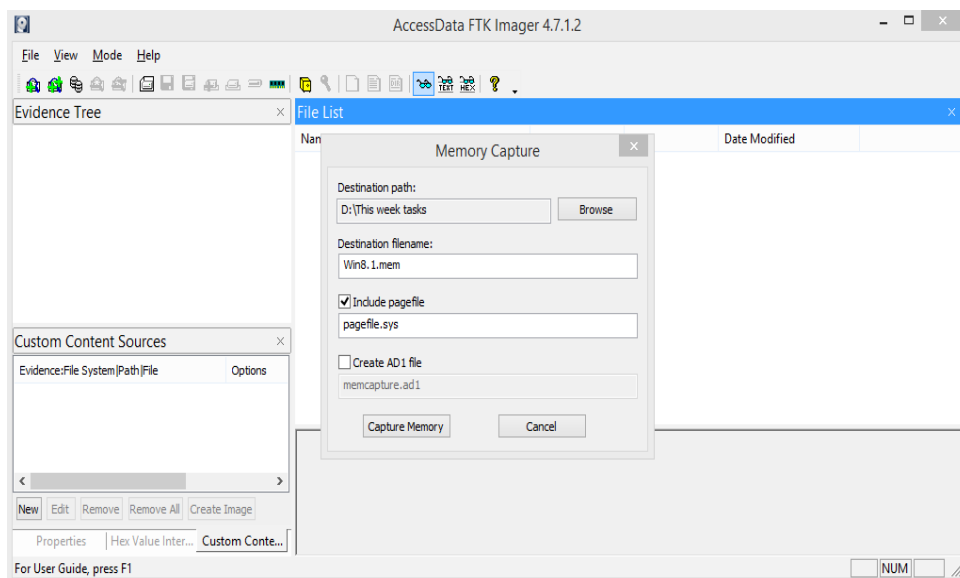 AccessData FTK Imager 4.7.1.2
File View Mode Help
TEXT HEX
Evidence Tree
File List
Nan
Date Modified
Memory Capture
Destination path:
D:\This week tasks
Browse
Destination filename:
Win8.1.mem
Include pagefile
pagefile.sys
Create AD1 file
memcapture.ad1
Capture Memory
Cancel
Custom Content Sources
Evidence:File System|Path|File
Options
New
Edit
Remove
Remove All
Create Image
Properties
Hex Value Inter...
Custom Conte...
For User Guide, press F1
NUM